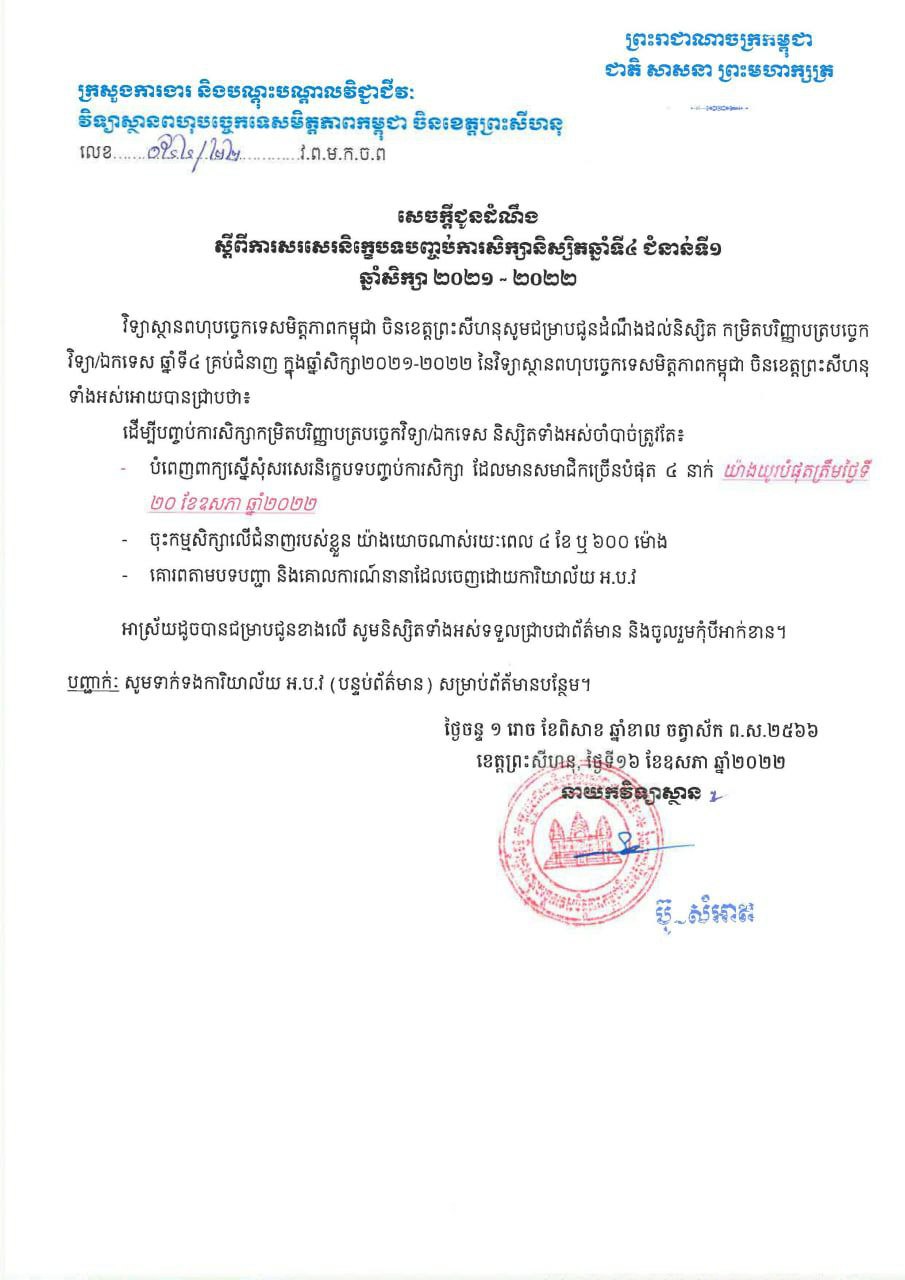 ព្រះរាជាណាចក្រកម្ពុជា
ជាតិ សាសនា ព្រះមហាក្សត្រ
ក្រសួងការងារ និងបណ្តុះបណ្តាលវិជ្ជាជីវៈ
វិទ្យាស្ថានពហុបច្ចេកទេសមិត្តភាពកម្ពុជា ចិនខេត្តព្រះសីហនុ
លេខ.......................................វ.ព.ម.ក.ច.ព
សេចក្តីជូនដំណឹង
ស្តីពីការសរសេរនិក្ខេបទបញ្ចប់ការសិក្សានិស្សិតឆ្នាំទី៤ ជំនាន់ទី១
ឆ្នាំសិក្សា ២០២១ - ២០២២
វិទ្យាស្ថានពហុបច្ចេកទេសមិត្តភាពកម្ពុជា ចិនខេត្តព្រះសីហនុសូមជម្រាបជូនដំណឹងដល់និស្សិត កម្រិតបរិញ្ញាបត្របច្ចេក
វិទ្យា/ឯកទេស ឆ្នាំទី៤ គ្រប់ជំនាញ ក្នុងឆ្នាំសិក្សា២០២១-២០២២ នៃវិទ្យាស្ថានពហុបច្ចេកទេសមិត្តភាពកម្ពុជា ចិនខេត្តព្រះសីហនុ
ទាំងអស់អោយបានជ្រាបថា៖
ដើម្បីបញ្ចប់ការសិក្សាកម្រិតបរិញ្ញាបត្របច្ចេកវិទ្យា/ឯកទេស និស្សិតទាំងអស់ចាំបាច់ត្រូវតែ៖
- បំពេញពាក្យស្នើសុំសរសេរនិក្ខេបទបញ្ចប់ការសិក្សា ដែលមានសមាជិកច្រើនបំផុត ៤ នាក់ យ៉ាងយូរបំផុតត្រឹមថ្ងៃទី
២០ ខែឧសភា ឆ្នាំ២០២២
- ចុះកម្មសិក្សាលើជំនាញរបស់ខ្លួន យ៉ាងយោចណាស់រយៈពេល ៤ ខែ ឬ ៦០០ ម៉ោង
- គោរពតាមបទបញ្ជា និងគោលការណ៍នានាដែលចេញដោយការិយាល័យ អ.ប.វ
អាស្រ័យដូចបានជម្រាបជូនខាងលើ សូមនិស្សិតទាំងអស់ទទួលជ្រាបជាព័ត៌មាន និងចូលរួមកុំបីអាក់ខាន។
បញ្ជាក់: សូមទាក់ទងការិយាល័យ អ.ប.វ (បន្ទប់ព័ត៌មាន) សម្រាប់ព័ត៌មានបន្ថែម។
ថ្ងៃចន្ទ ១ រោច ខែពិសាខ ឆ្នាំខាល ចត្វាស័ក ព.ស.២៥៦៦
ខេត្តព្រះសីហនុ, ថ្ងៃទី១៦ ខែឧសភា ឆ្នាំ២០២២
នាយកវិទ្យាស្ថាន
ប៊ូ សំអាត